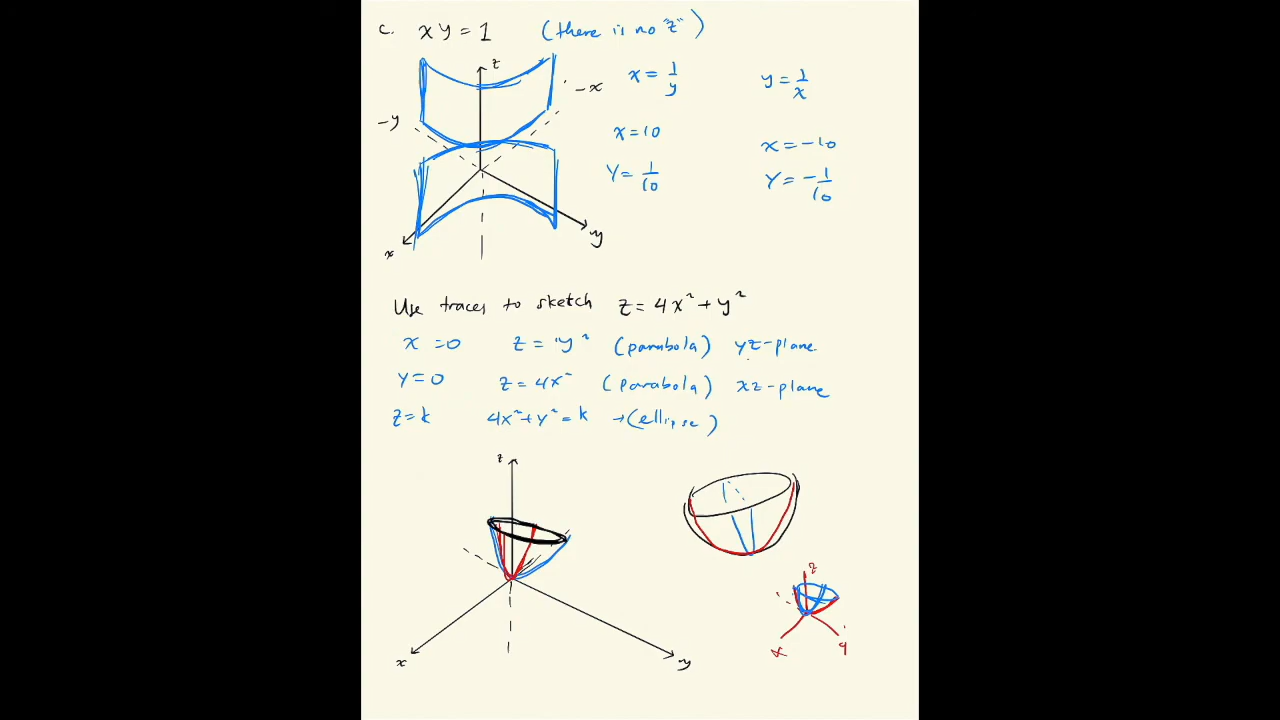 c. xy = 1 (there is no "z")
z
-x
-y
x
y
x = 1/y
y = 1/x
x = 10
x = -10
y = 1/10
y = -1/10
Use traces to sketch z = 4x² + y²
x = 0 z = y² (parabola) yz-plane
y = 0 z = 4x² (parabola) xz-plane
z = k 4x² + y² = k → (ellipse)
z
x
y
z
x
y